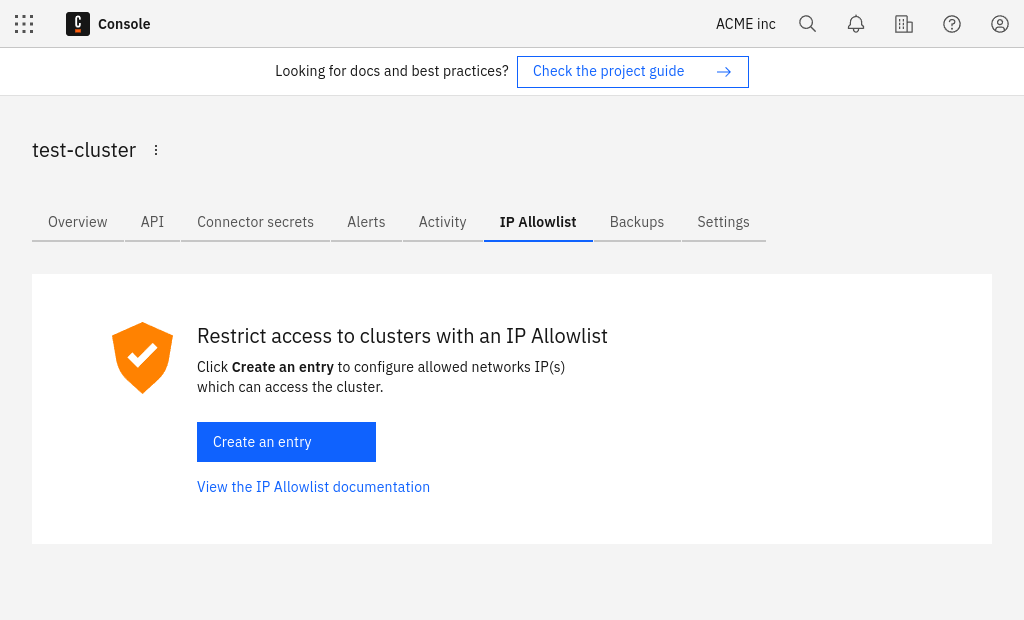 Console
ACME inc
Looking for docs and best practices?
Check the project guide
test-cluster
Overview
API
Connector secrets
Alerts
Activity
IP Allowlist
Backups
Settings
Restrict access to clusters with an IP Allowlist
Click Create an entry to configure allowed networks IP(s)
which can access the cluster.
Create an entry
View the IP Allowlist documentation